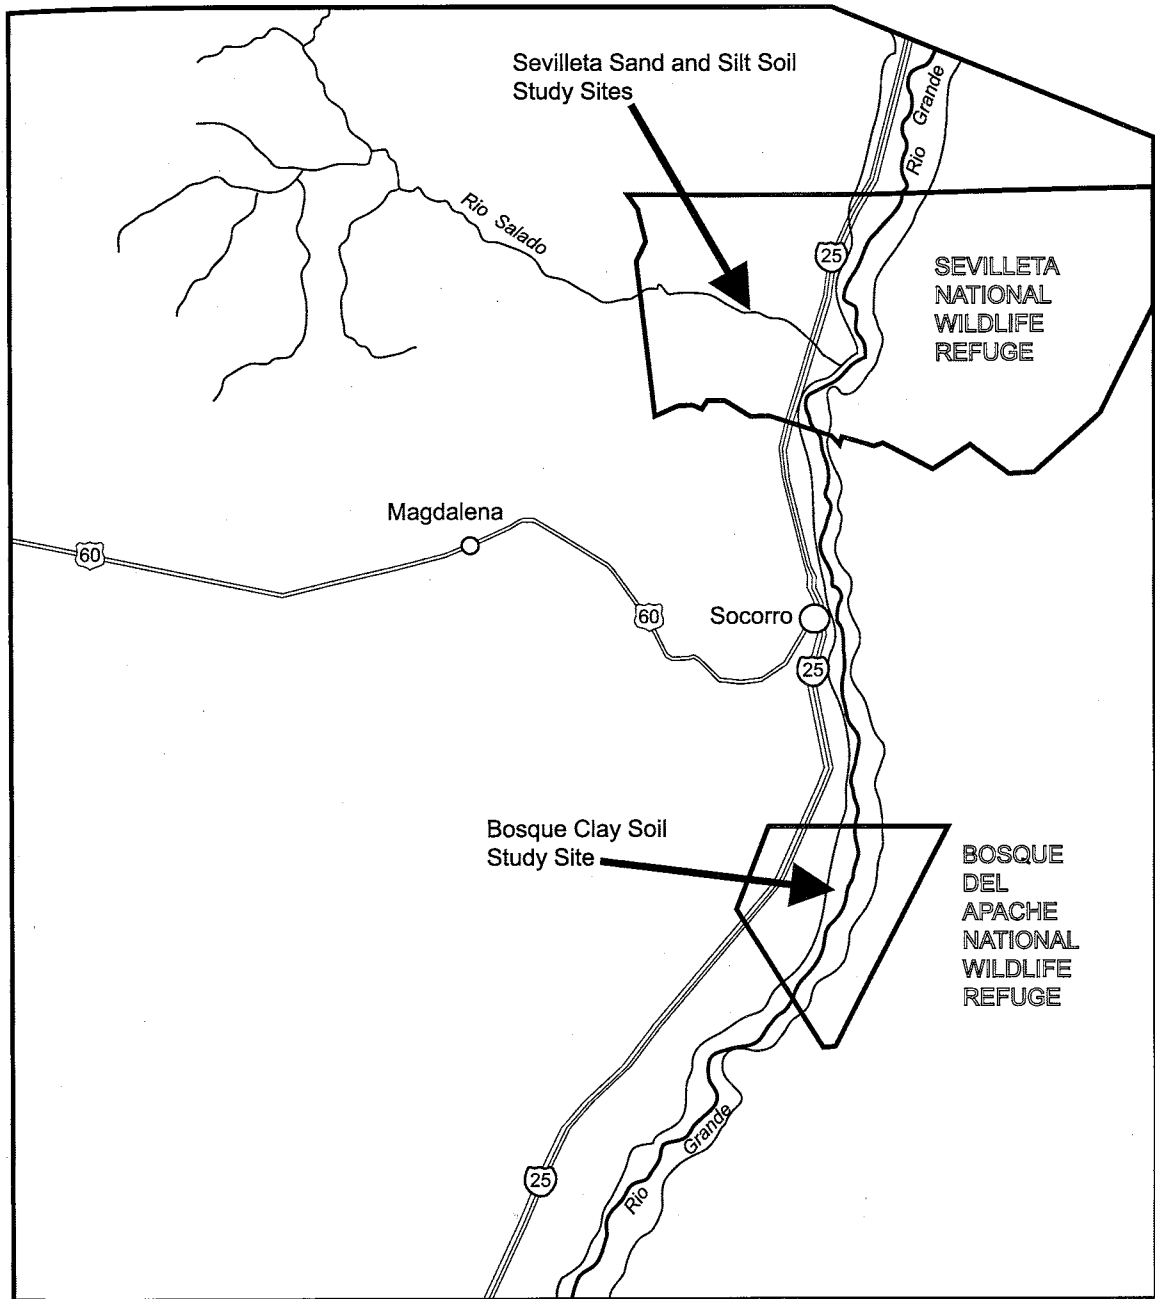 Sevilleta Sand and Silt Soil
Study Sites
Rio Grande
Rio Salado
25
SEVILLETA
NATIONAL
WILDLIFE
REFUGE
Magdalena
60
60
Socorro
25
Bosque Clay Soil
Study Site
BOSQUE
DEL
APACHE
NATIONAL
WILDLIFE
REFUGE
Rio Grande
25